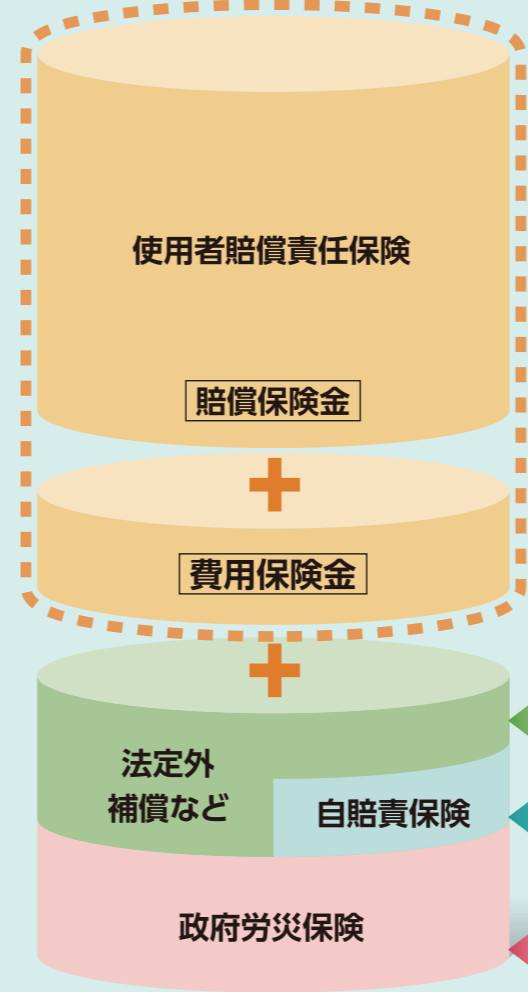 使用者賠償責任保険
賠償保険金
+
費用保険金
+
法定外
補償など
自賠責保険
政府労災保険